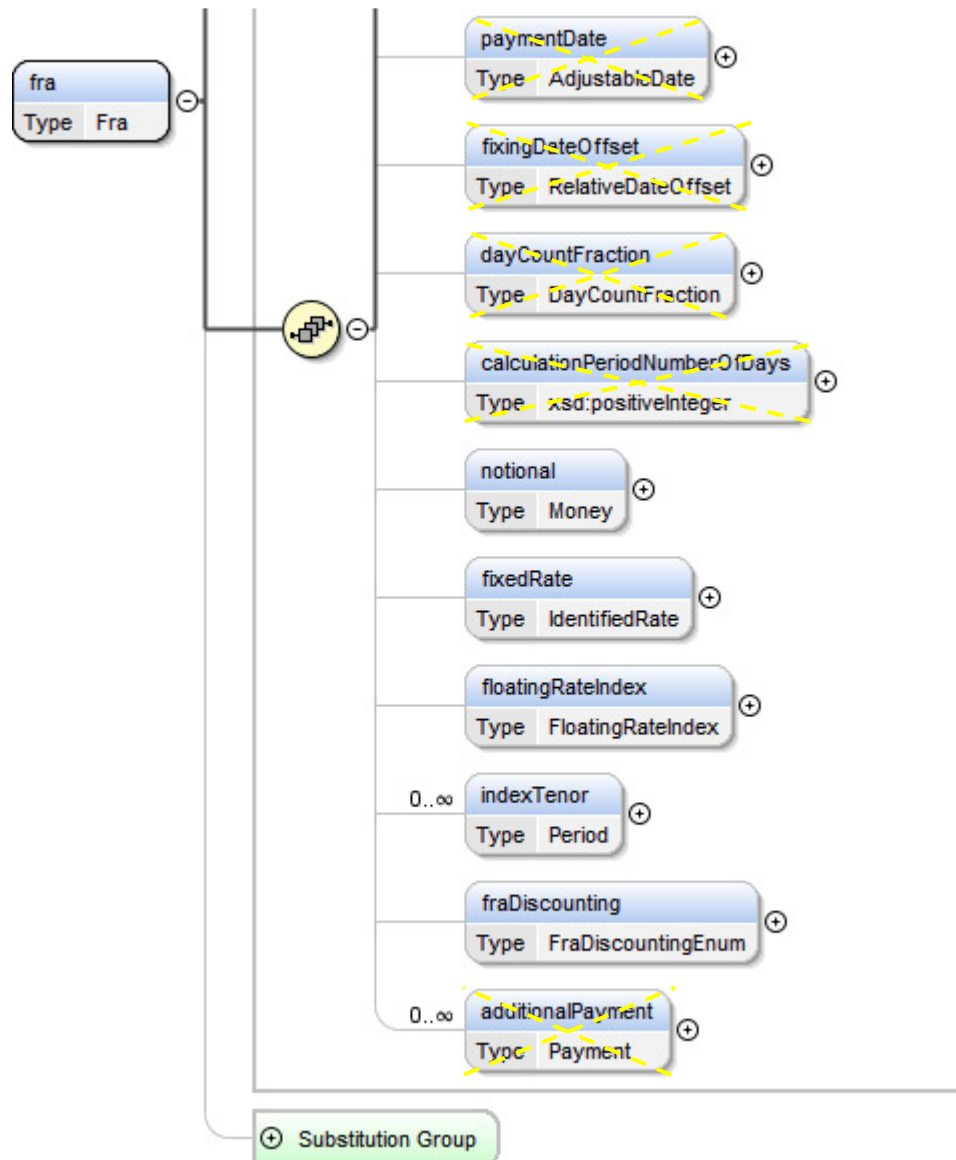 paymentDate
Type AdjustableDate
fra
Type Fra
fixingDateOffset
Type RelativeDateOffset
dayCountFraction
Type DayCountFraction
calculationPeriodNumberOfDays
Type xsd:positiveInteger
notional
Type Money
fixedRate
Type IdentifiedRate
floatingRateIndex
Type FloatingRateIndex
0..∞ indexTenor
Type Period
fraDiscounting
Type FraDiscountingEnum
0..∞ additionalPayment
Type Payment
Substitution Group